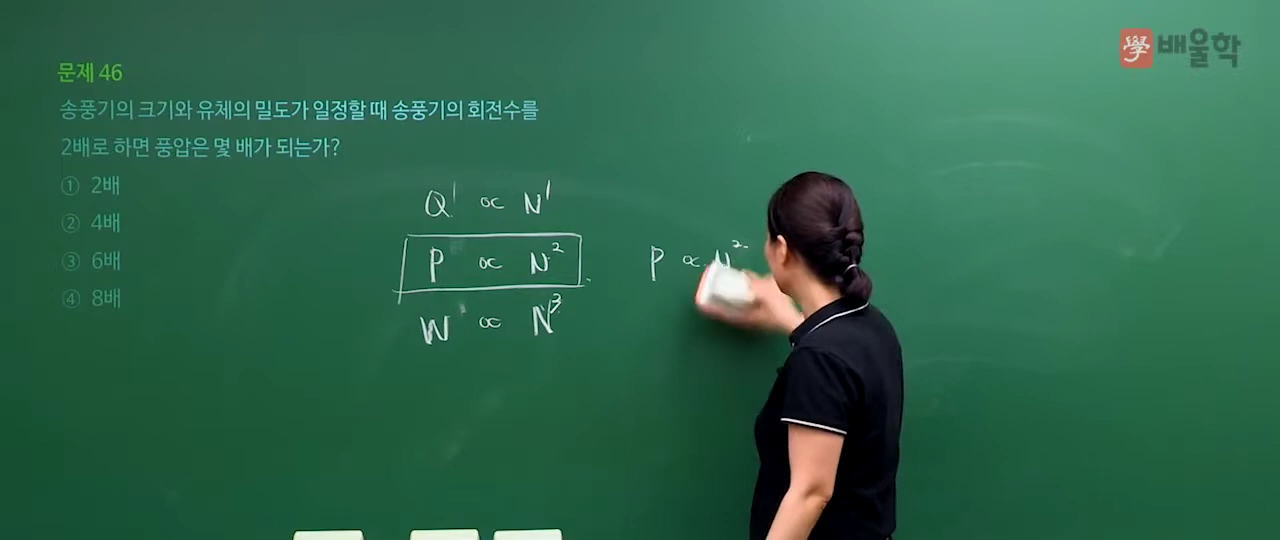 學 배울학
문제 46
송풍기의 크기와 유체의 밀도가 일정할 때 송풍기의 회전수를
2배로 하면 풍압은 몇 배가 되는가?
① 2배
② 4배
③ 6배
④ 8배
Q¹ ∝ N¹
P ∝ N²
W ∝ N³
P ∝ N²